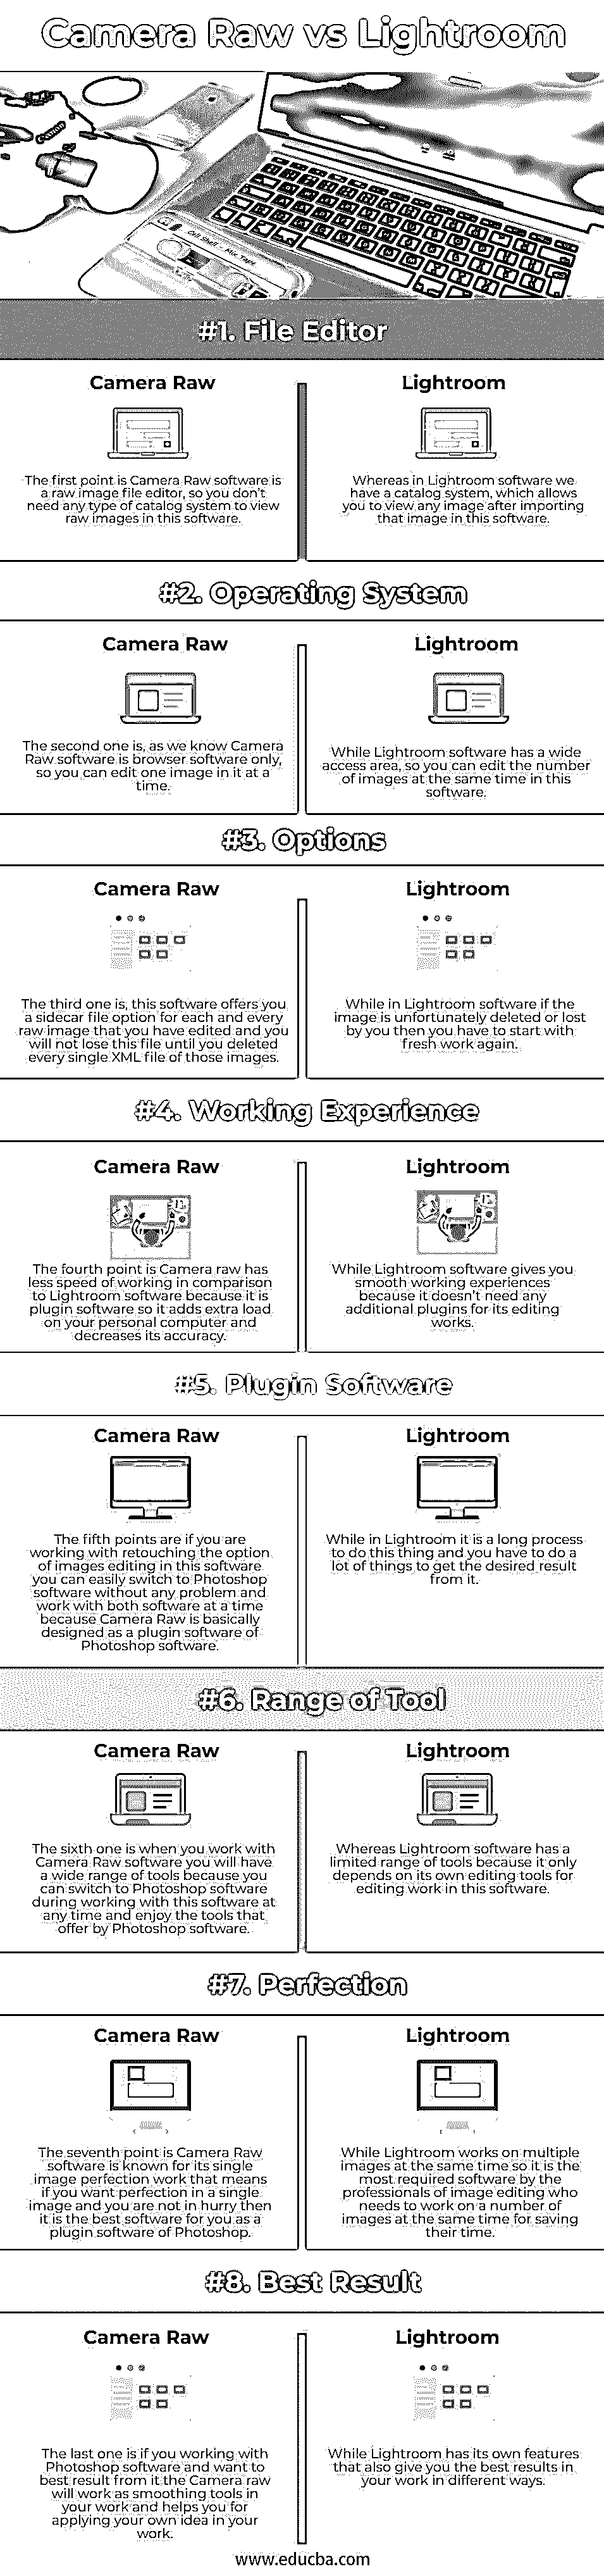 Camera Raw vs Lightroom
Cell Shell - Mix Tape
#1. File Editor
Camera Raw
The first point is Camera Raw software is
a raw image file editor, so you don't
need any type of catalog system to view
raw images in this software.
Lightroom
Whereas in Lightroom software we
have a catalog system, which allows
you to view any image after importing
that image in this software.
#2. Operating System
Camera Raw
The second one is, as we know Camera
Raw software is browser software only,
so you can edit one image in it at a
time.
Lightroom
While Lightroom software has a wide
access area, so you can edit the number
of images at the same time in this
software.
#3. Options
Camera Raw
The third one is, this software offers you
a sidecar file option for each and every
raw image that you have edited and you
will not lose this file until you deleted
every single XML file of those images.
Lightroom
While in Lightroom software if the
image is unfortunately deleted or lost
by you then you have to start with
fresh work again.
#4. Working Experience
Camera Raw
The fourth point is Camera raw has
less speed of working in comparison
to Lightroom software because it is
plugin software so it adds extra load
on your personal computer and
decreases its accuracy.
Lightroom
While Lightroom software gives you
smooth working experiences
because it doesn't need any
additional plugins for its editing
works.
#5. Plugin Software
Camera Raw
The fifth points are if you are
working with retouching the option
of images editing in this software
you can easily switch to Photoshop
software without any problem and
work with both software at a time
because Camera Raw is basically
designed as a plugin software of
Photoshop software.
Lightroom
While in Lightroom it is a long process
to do this thing and you have to do a
lot of things to get the desired result
from it.
#6. Range of Tool
Camera Raw
The sixth one is when you work with
Camera Raw software you will have
a wide range of tools because you
can switch to Photoshop software
during working with this software at
any time and enjoy the tools that
offer by Photoshop software.
Lightroom
Whereas Lightroom software has a
limited range of tools because it only
depends on its own editing tools for
editing work in this software.
#7. Perfection
Camera Raw
The seventh point is Camera Raw
software is known for its single
image perfection work that means
if you want perfection in a single
image and you are not in hurry then
it is the best software for you as a
plugin software of Photoshop.
Lightroom
While Lightroom works on multiple
images at the same time so it is the
most required software by the
professionals of image editing who
needs to work on a number of
images at the same time for saving
their time.
#8. Best Result
Camera Raw
The last one is if you working with
Photoshop software and want to
best result from it the Camera raw
will work as smoothing tools in
your work and helps you for
applying your own idea in your
work.
Lightroom
While Lightroom has its own features
that also give you the best results in
your work in different ways.
www.educba.com